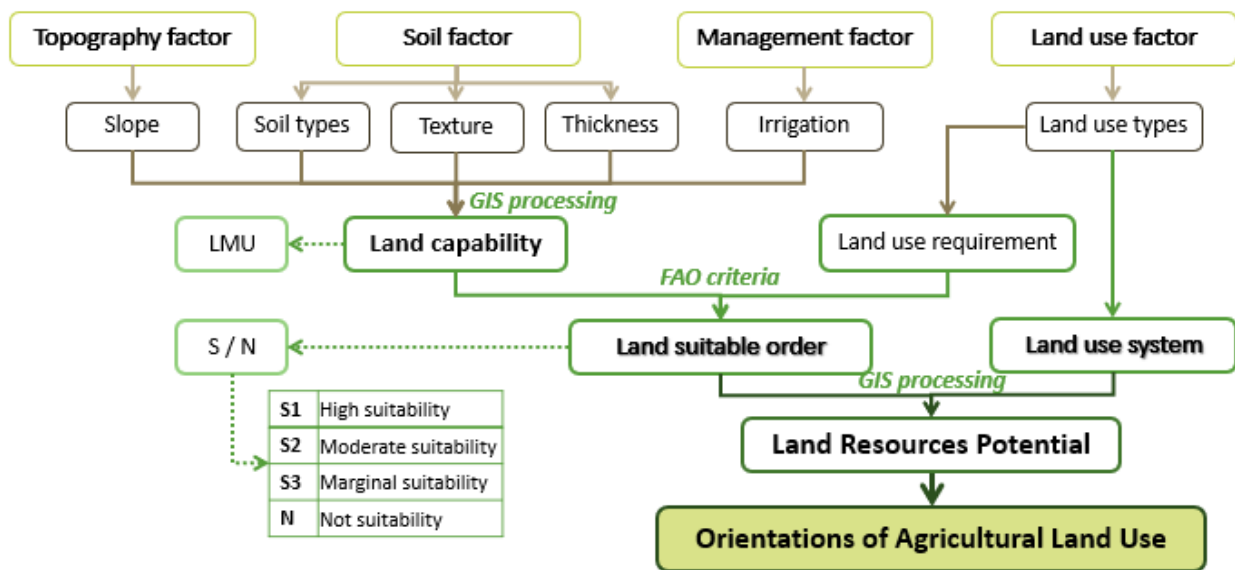 Topography factor
Soil factor
Management factor
Land use factor
Slope
Soil types
Texture
Thickness
Irrigation
Land use types
GIS processing
LMU
Land capability
Land use requirement
FAO criteria
S / N
Land suitable order
Land use system
GIS processing
S1 High suitability
S2 Moderate suitability
S3 Marginal suitability
N Not suitability
Land Resources Potential
Orientations of Agricultural Land Use